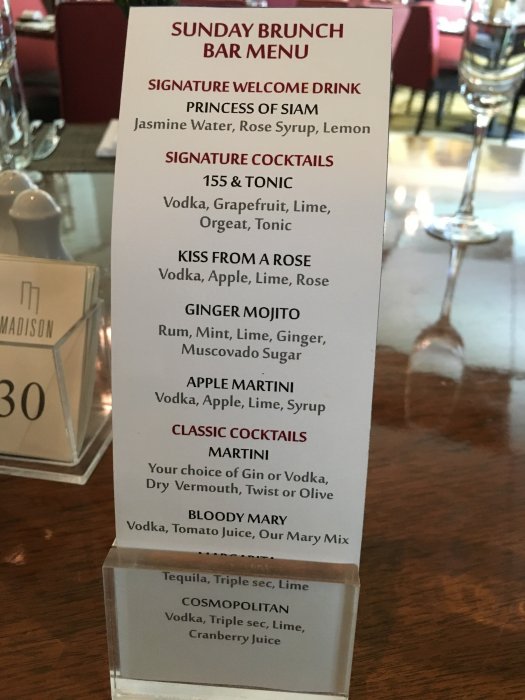 SUNDAY BRUNCH
BAR MENU
SIGNATURE WELCOME DRINK
PRINCESS OF SIAM
Jasmine Water, Rose Syrup, Lemon
SIGNATURE COCKTAILS
155 & TONIC
Vodka, Grapefruit, Lime,
Orgeat, Tonic
KISS FROM A ROSE
Vodka, Apple, Lime, Rose
GINGER MOJITO
Rum, Mint, Lime, Ginger,
Muscovado Sugar
APPLE MARTINI
Vodka, Apple, Lime, Syrup
CLASSIC COCKTAILS
MARTINI
Your choice of Gin or Vodka,
Dry Vermouth, Twist or Olive
BLOODY MARY
Vodka, Tomato Juice, Our Mary Mix
MARGARITA
Tequila, Triple sec, Lime
COSMOPOLITAN
Vodka, Triple sec, Lime,
Cranberry Juice
MADISON
30